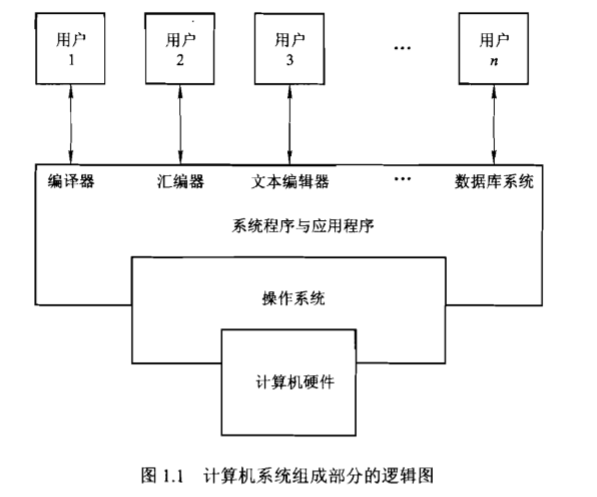 用户 用户 用户 … 用户
1 2 3 n
编译器 汇编器 文本编辑器 … 数据库系统
系统程序与应用程序
操作系统
计算机硬件
图 1.1 计算机系统组成部分的逻辑图